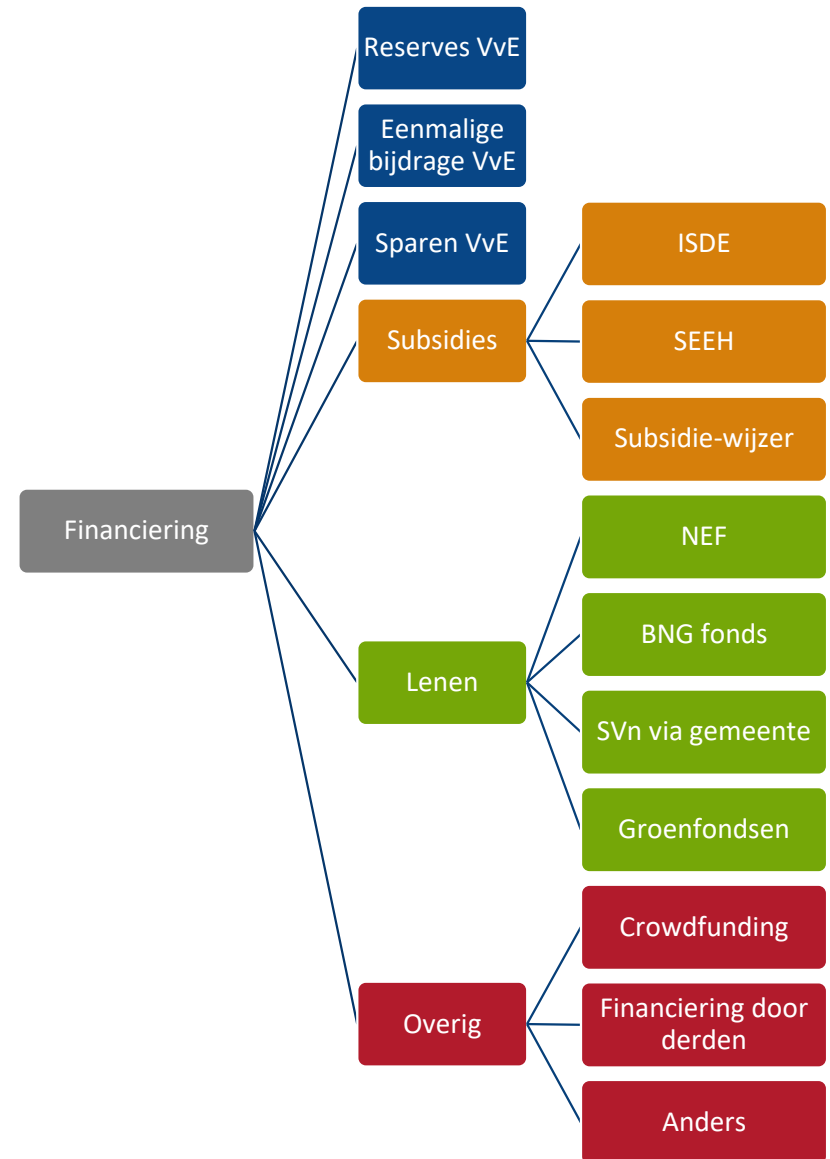 Reserves VvE
Eenmalige
bijdrage VvE
Sparen VvE
ISDE
Subsidies
SEEH
Subsidie-wijzer
Financiering
NEF
BNG fonds
Lenen
SVn via gemeente
Groenfondsen
Crowdfunding
Overig
Financiering door
derden
Anders